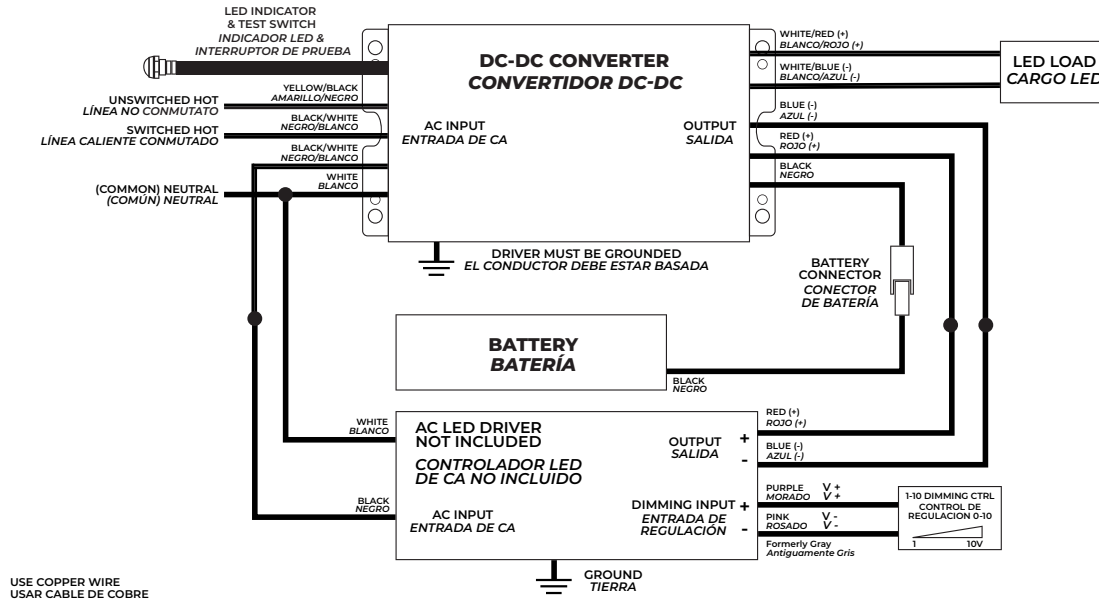 LED INDICATOR
& TEST SWITCH
INDICADOR LED &
INTERRUPTOR DE PRUEBA
YELLOW/BLACK
AMARILLO/NEGRO
UNSWITCHED HOT
LÍNEA NO CONMUTATO
BLACK/WHITE
NEGRO/BLANCO
SWITCHED HOT
LÍNEA CALIENTE CONMUTADO
BLACK/WHITE
NEGRO/BLANCO
WHITE
BLANCO
(COMMON) NEUTRAL
(COMÚN) NEUTRAL
DC-DC CONVERTER
CONVERTIDOR DC-DC
AC INPUT
ENTRADA DE CA
OUTPUT
SALIDA
WHITE/RED (+)
BLANCO/ROJO (+)
WHITE/BLUE (-)
BLANCO/AZUL (-)
LED LOAD
CARGO LED
BLUE (-)
AZUL (-)
RED (+)
ROJO (+)
BLACK
NEGRO
DRIVER MUST BE GROUNDED
EL CONDUCTOR DEBE ESTAR BASADA
BATTERY
CONNECTOR
CONECTOR
DE BATERÍA
BATTERY
BATERÍA
BLACK
NEGRO
WHITE
BLANCO
AC LED DRIVER
NOT INCLUDED
CONTROLADOR LED
DE CA NO INCLUIDO
OUTPUT +
SALIDA
-
RED (+)
ROJO (+)
BLUE (-)
AZUL (-)
BLACK
NEGRO
AC INPUT
ENTRADA DE CA
DIMMING INPUT +
ENTRADA DE
REGULACIÓN -
PURPLE V +
MORADO V +
PINK V -
ROSADO V -
Formerly Gray
Antiguamente Gris
1-10 DIMMING CTRL
CONTROL DE
REGULACION 0-10
1 10V
GROUND
TIERRA
USE COPPER WIRE
USAR CABLE DE COBRE